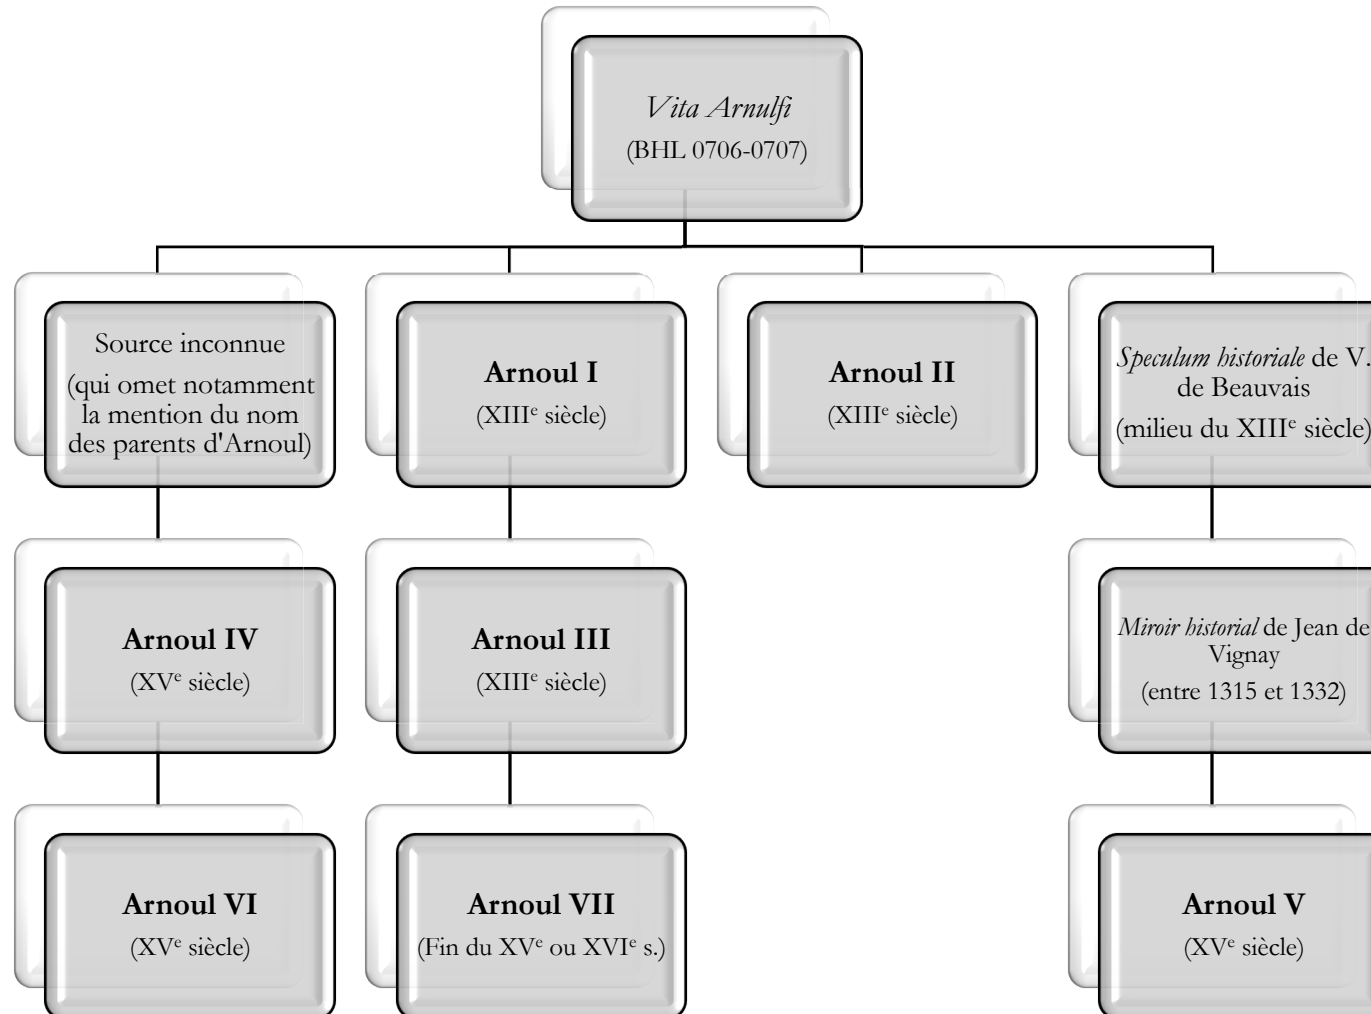 Vita Arnulfi
(BHL 0706-0707)
Source inconnue
(qui omet notamment
la mention du nom
des parents d'Arnoul)
Arnoul I
(XIIIe siècle)
Arnoul II
(XIIIe siècle)
Speculum historiale de V.
de Beauvais
(milieu du XIIIe siècle)
Arnoul IV
(XVe siècle)
Arnoul III
(XIIIe siècle)
Miroir historial de Jean de
Vignay
(entre 1315 et 1332)
Arnoul VI
(XVe siècle)
Arnoul VII
(Fin du XVe ou XVIe s.)
Arnoul V
(XVe siècle)